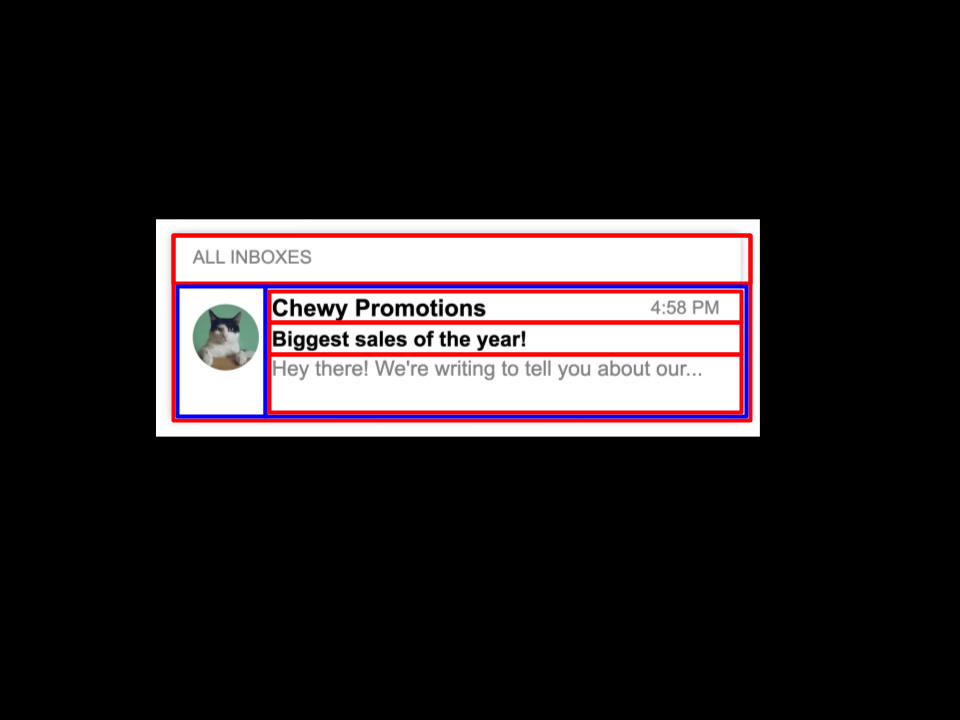 ALL INBOXES
Chewy Promotions 4:58 PM
Biggest sales of the year!
Hey there! We're writing to tell you about our...